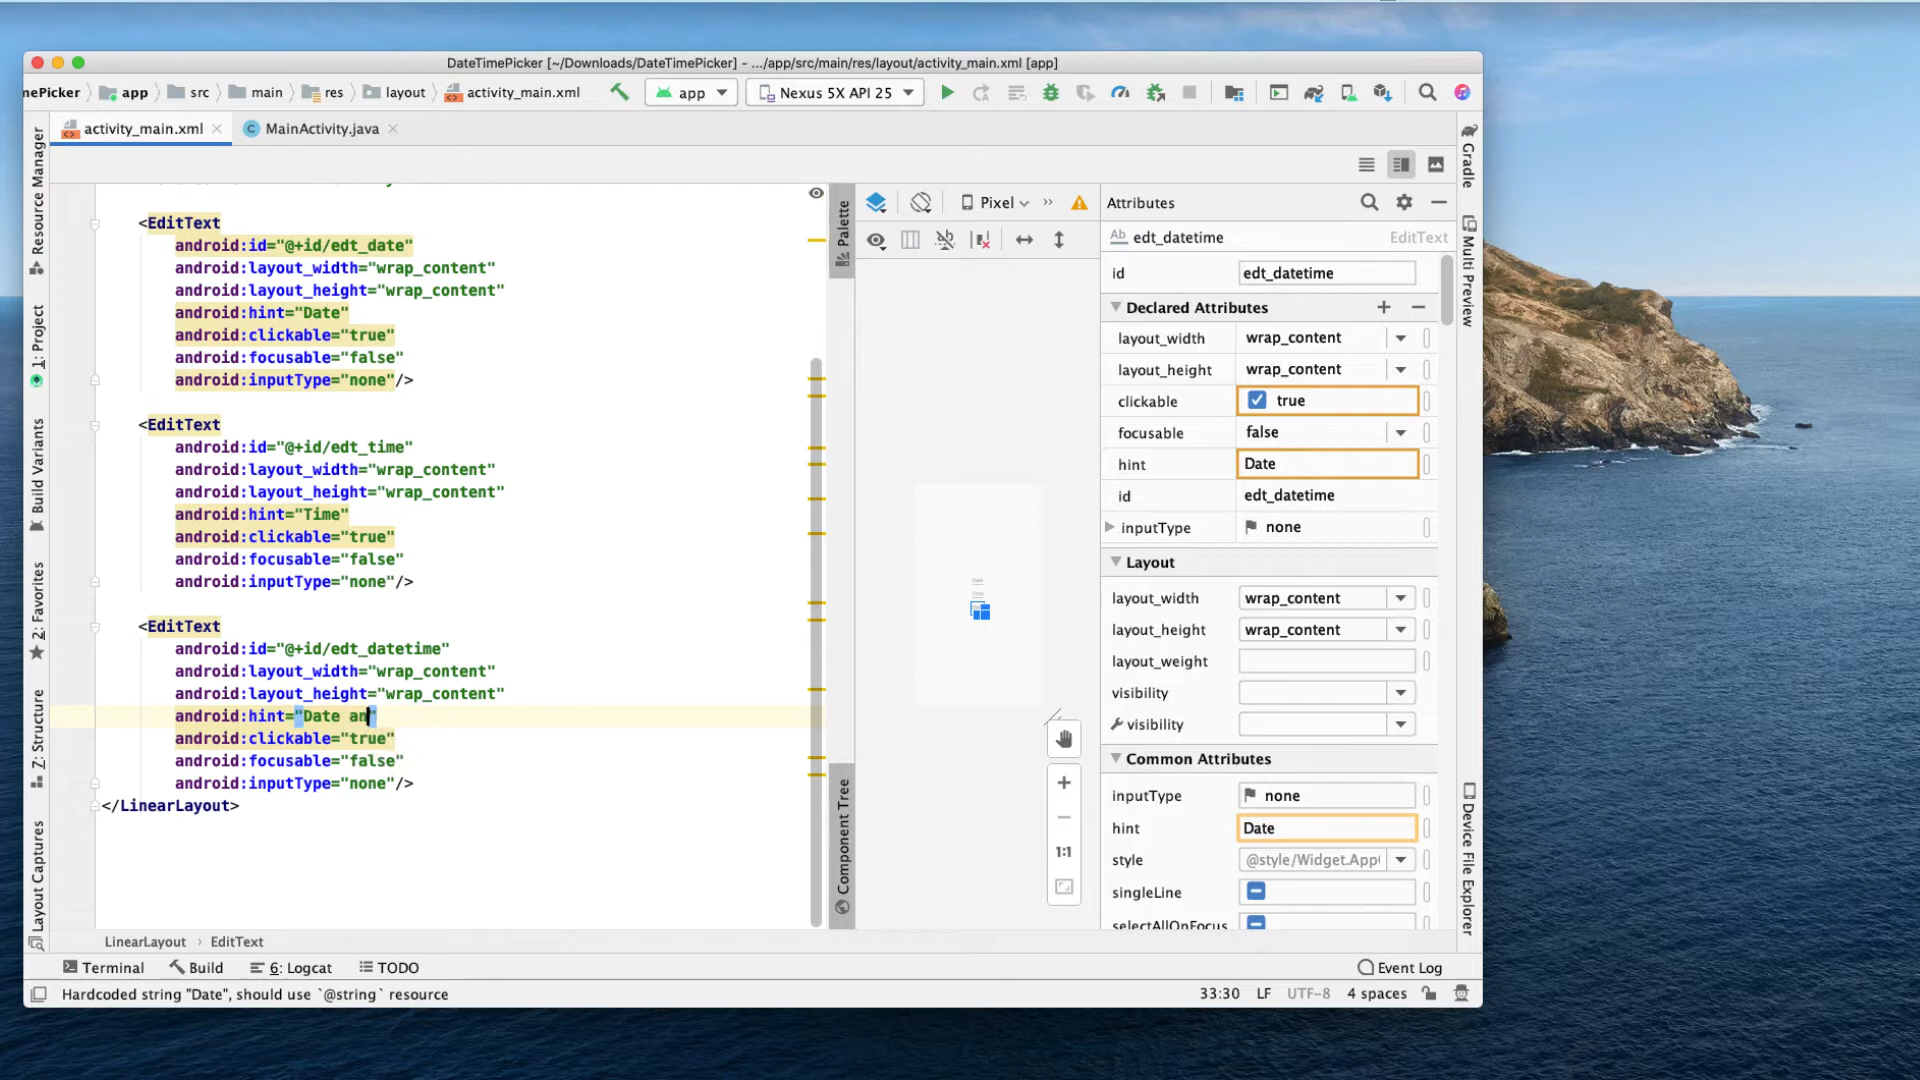 DateTimePicker [~/Downloads/DateTimePicker] - .../app/src/main/res/layout/activity_main.xml [app]
mePicker app src main res layout activity_main.xml app Nexus 5X API 25
activity_main.xml MainActivity.java
Resource Manager
1: Project
Build Variants
2: Favorites
Z: Structure
Layout Captures
<EditText
android:id="@+id/edt_date"
android:layout_width="wrap_content"
android:layout_height="wrap_content"
android:hint="Date"
android:clickable="true"
android:focusable="false"
android:inputType="none"/>
<EditText
android:id="@+id/edt_time"
android:layout_width="wrap_content"
android:layout_height="wrap_content"
android:hint="Time"
android:clickable="true"
android:focusable="false"
android:inputType="none"/>
<EditText
android:id="@+id/edt_datetime"
android:layout_width="wrap_content"
android:layout_height="wrap_content"
android:hint="Date an"
android:clickable="true"
android:focusable="false"
android:inputType="none"/>
</LinearLayout>
Palette
Component Tree
Pixel
Date
Time
1:1
Attributes
Ab edt_datetime EditText
id edt_datetime
Declared Attributes
layout_width wrap_content
layout_height wrap_content
clickable true
focusable false
hint Date
id edt_datetime
inputType none
Layout
layout_width wrap_content
layout_height wrap_content
layout_weight
visibility
visibility
Common Attributes
inputType none
hint Date
style @style/Widget.App
singleLine
selectAllOnFocus
Gradle
Multi Preview
Device File Explorer
LinearLayout EditText
Terminal Build 6: Logcat TODO Event Log
Hardcoded string "Date", should use `@string` resource 33:30 LF UTF-8 4 spaces